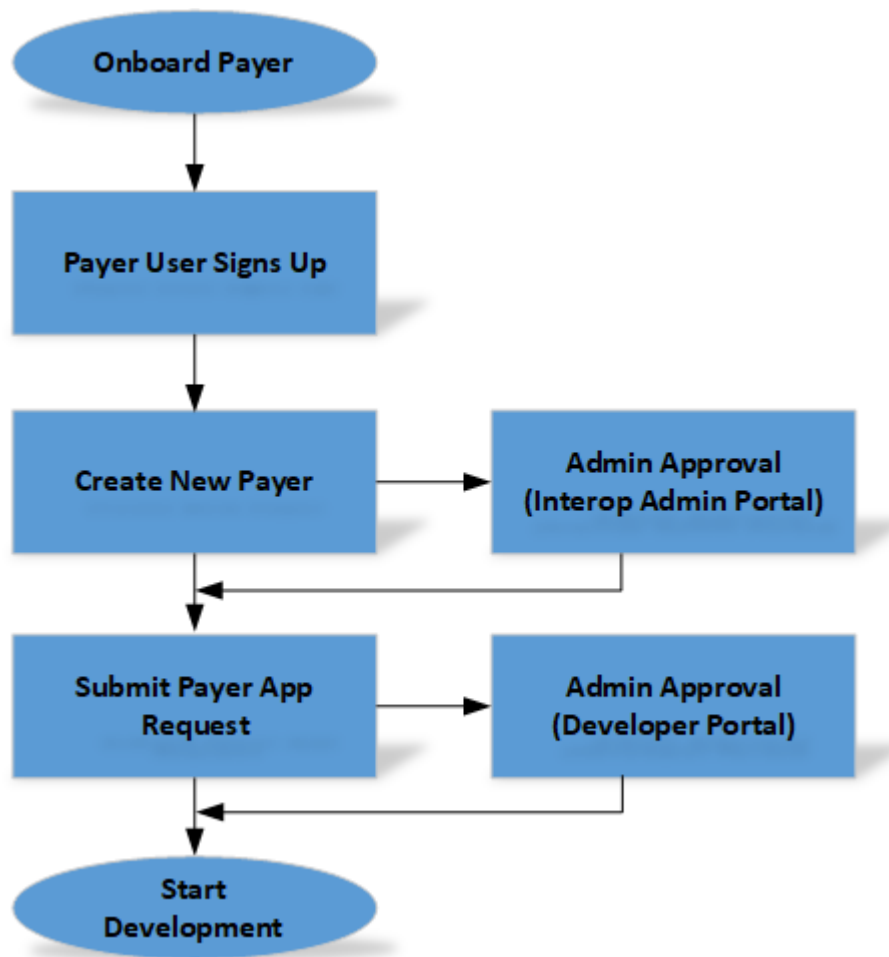 Onboard Payer
Payer User Signs Up
Create New Payer
Admin Approval
(Interop Admin Portal)
Submit Payer App
Request
Admin Approval
(Developer Portal)
Start
Development